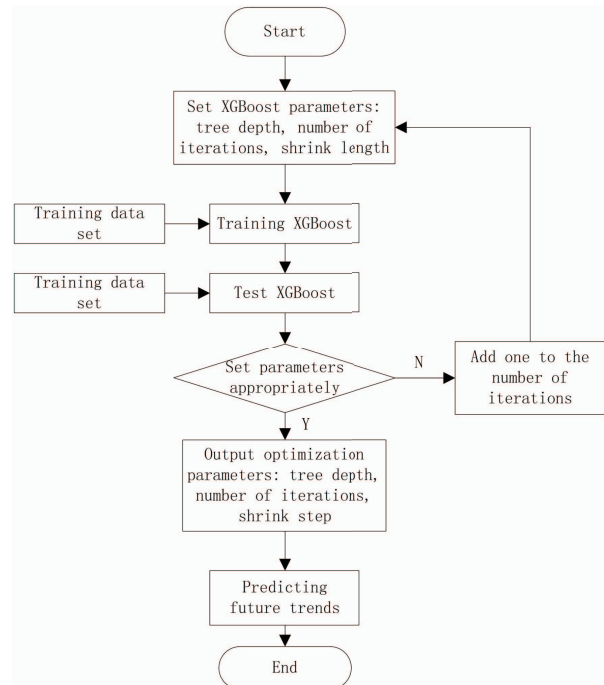 Start
Set XGBoost parameters:
tree depth, number of
iterations, shrink length
Training data
set
Training XGBoost
Training data
set
Test XGBoost
Set parameters
appropriately
N
Add one to the
number of
iterations
Y
Output optimization
parameters: tree depth,
number of iterations,
shrink step
Predicting
future trends
End